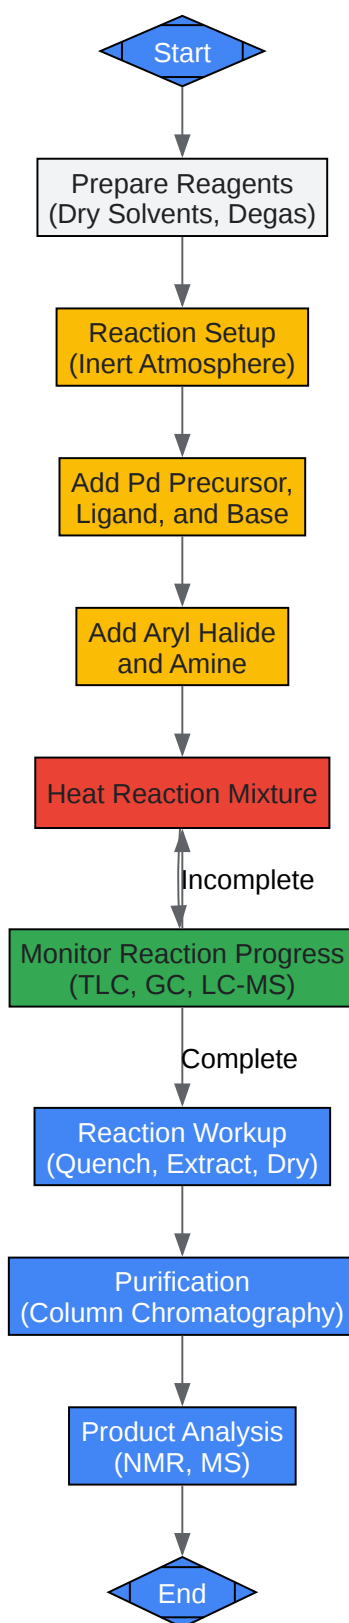 Start
Prepare Reagents
(Dry Solvents, Degas)
Reaction Setup
(Inert Atmosphere)
Add Pd Precursor,
Ligand, and Base
Add Aryl Halide
and Amine
Heat Reaction Mixture
Incomplete
Monitor Reaction Progress
(TLC, GC, LC-MS)
Complete
Reaction Workup
(Quench, Extract, Dry)
Purification
(Column Chromatography)
Product Analysis
(NMR, MS)
End